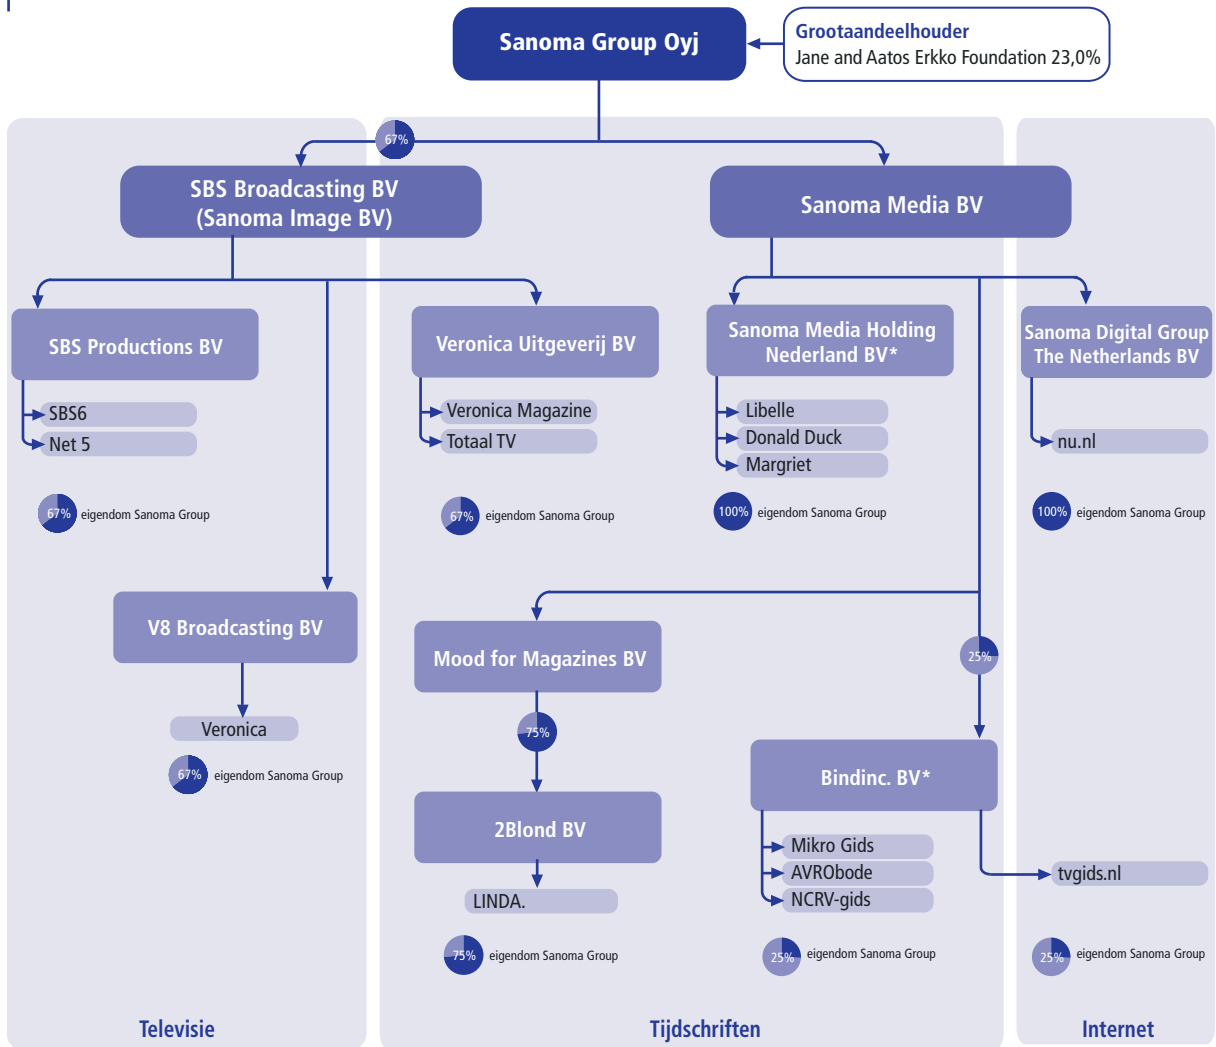 Sanoma Group Oyj
Grootaandeelhouder
Jane and Aatos Erkko Foundation 23,0%
67%
SBS Broadcasting BV
(Sanoma Image BV)
Sanoma Media BV
SBS Productions BV
SBS6
Net 5
67% eigendom Sanoma Group
Veronica Uitgeverij BV
Veronica Magazine
Totaal TV
67% eigendom Sanoma Group
Sanoma Media Holding
Nederland BV*
Libelle
Donald Duck
Margriet
100% eigendom Sanoma Group
Sanoma Digital Group
The Netherlands BV
nu.nl
100% eigendom Sanoma Group
V8 Broadcasting BV
Veronica
67% eigendom Sanoma Group
Mood for Magazines BV
75%
2Blond BV
LINDA.
75% eigendom Sanoma Group
25%
Bindinc. BV*
Mikro Gids
AVRObode
NCRV-gids
25% eigendom Sanoma Group
tvgids.nl
25% eigendom Sanoma Group
Televisie
Tijdschriften
Internet